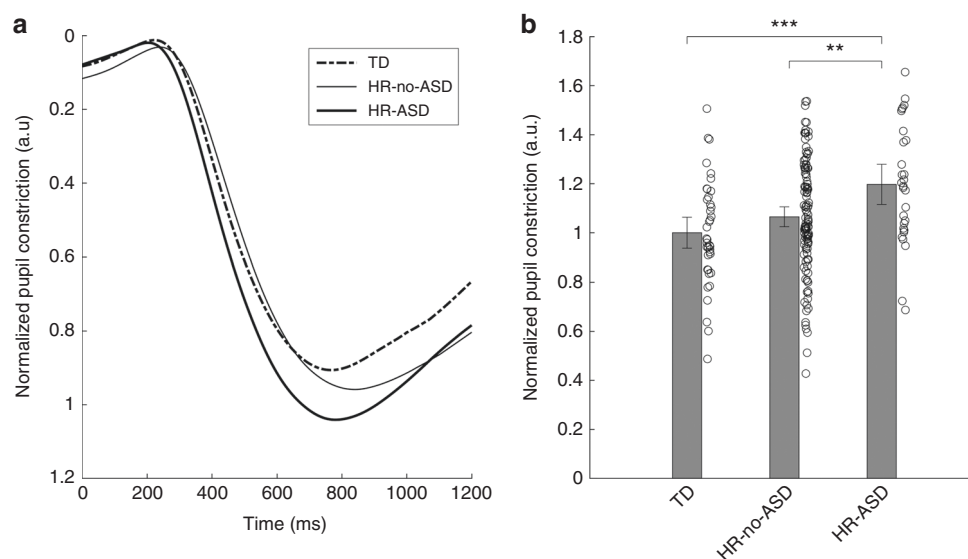 a
Normalized pupil constriction (a.u)
0
0.2
0.4
0.6
0.8
1
1.2
0 200 400 600 800 1000 1200
Time (ms)
TD
HR-no-ASD
HR-ASD
b
Normalized pupil constriction (a.u.)
1.8
1.6
1.4
1.2
1
0.8
0.6
0.4
0.2
0
***
**
TD
HR-no-ASD
HR-ASD